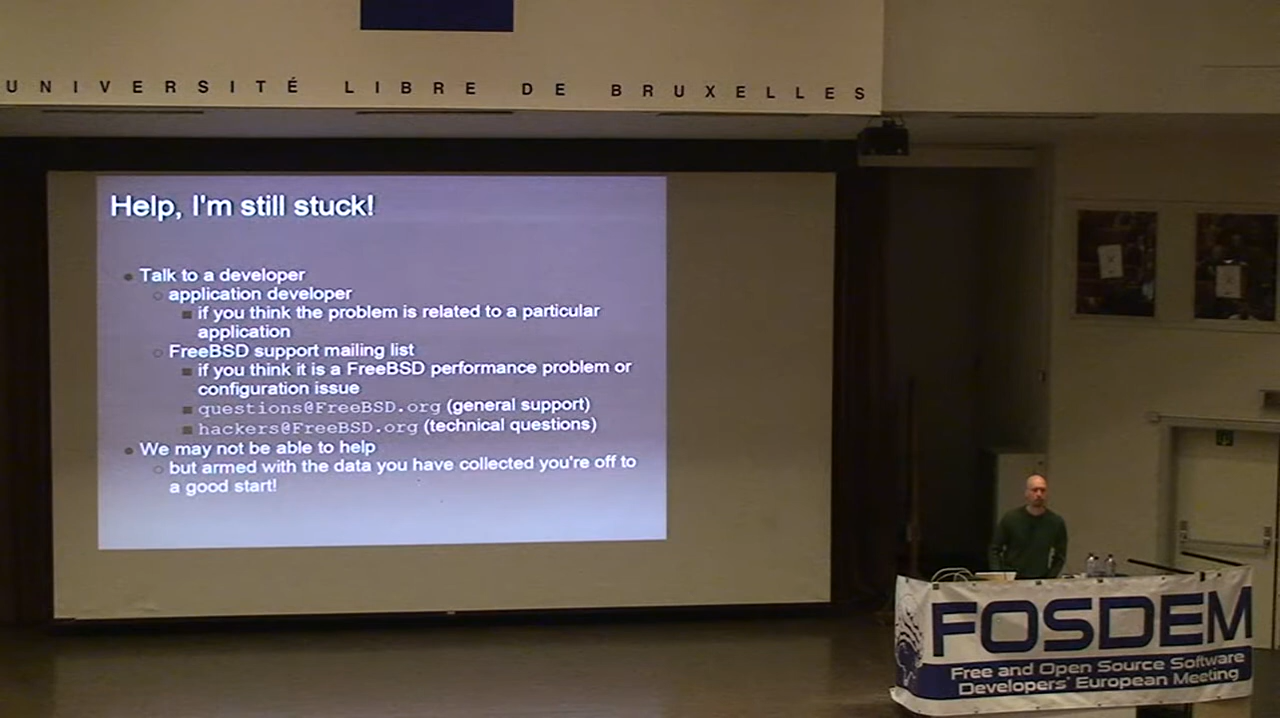 UNIVERSITÉ LIBRE DE BRUXELLES
Help, I'm still stuck!
Talk to a developer
application developer
if you think the problem is related to a particular
application
FreeBSD support mailing list
if you think it is a FreeBSD performance problem or
configuration issue
questions@FreeBSD.org (general support)
hackers@FreeBSD.org (technical questions)
We may not be able to help
but armed with the data you have collected you're off to
a good start!
FOSDEM
Free and Open Source Software
Developers' European Meeting